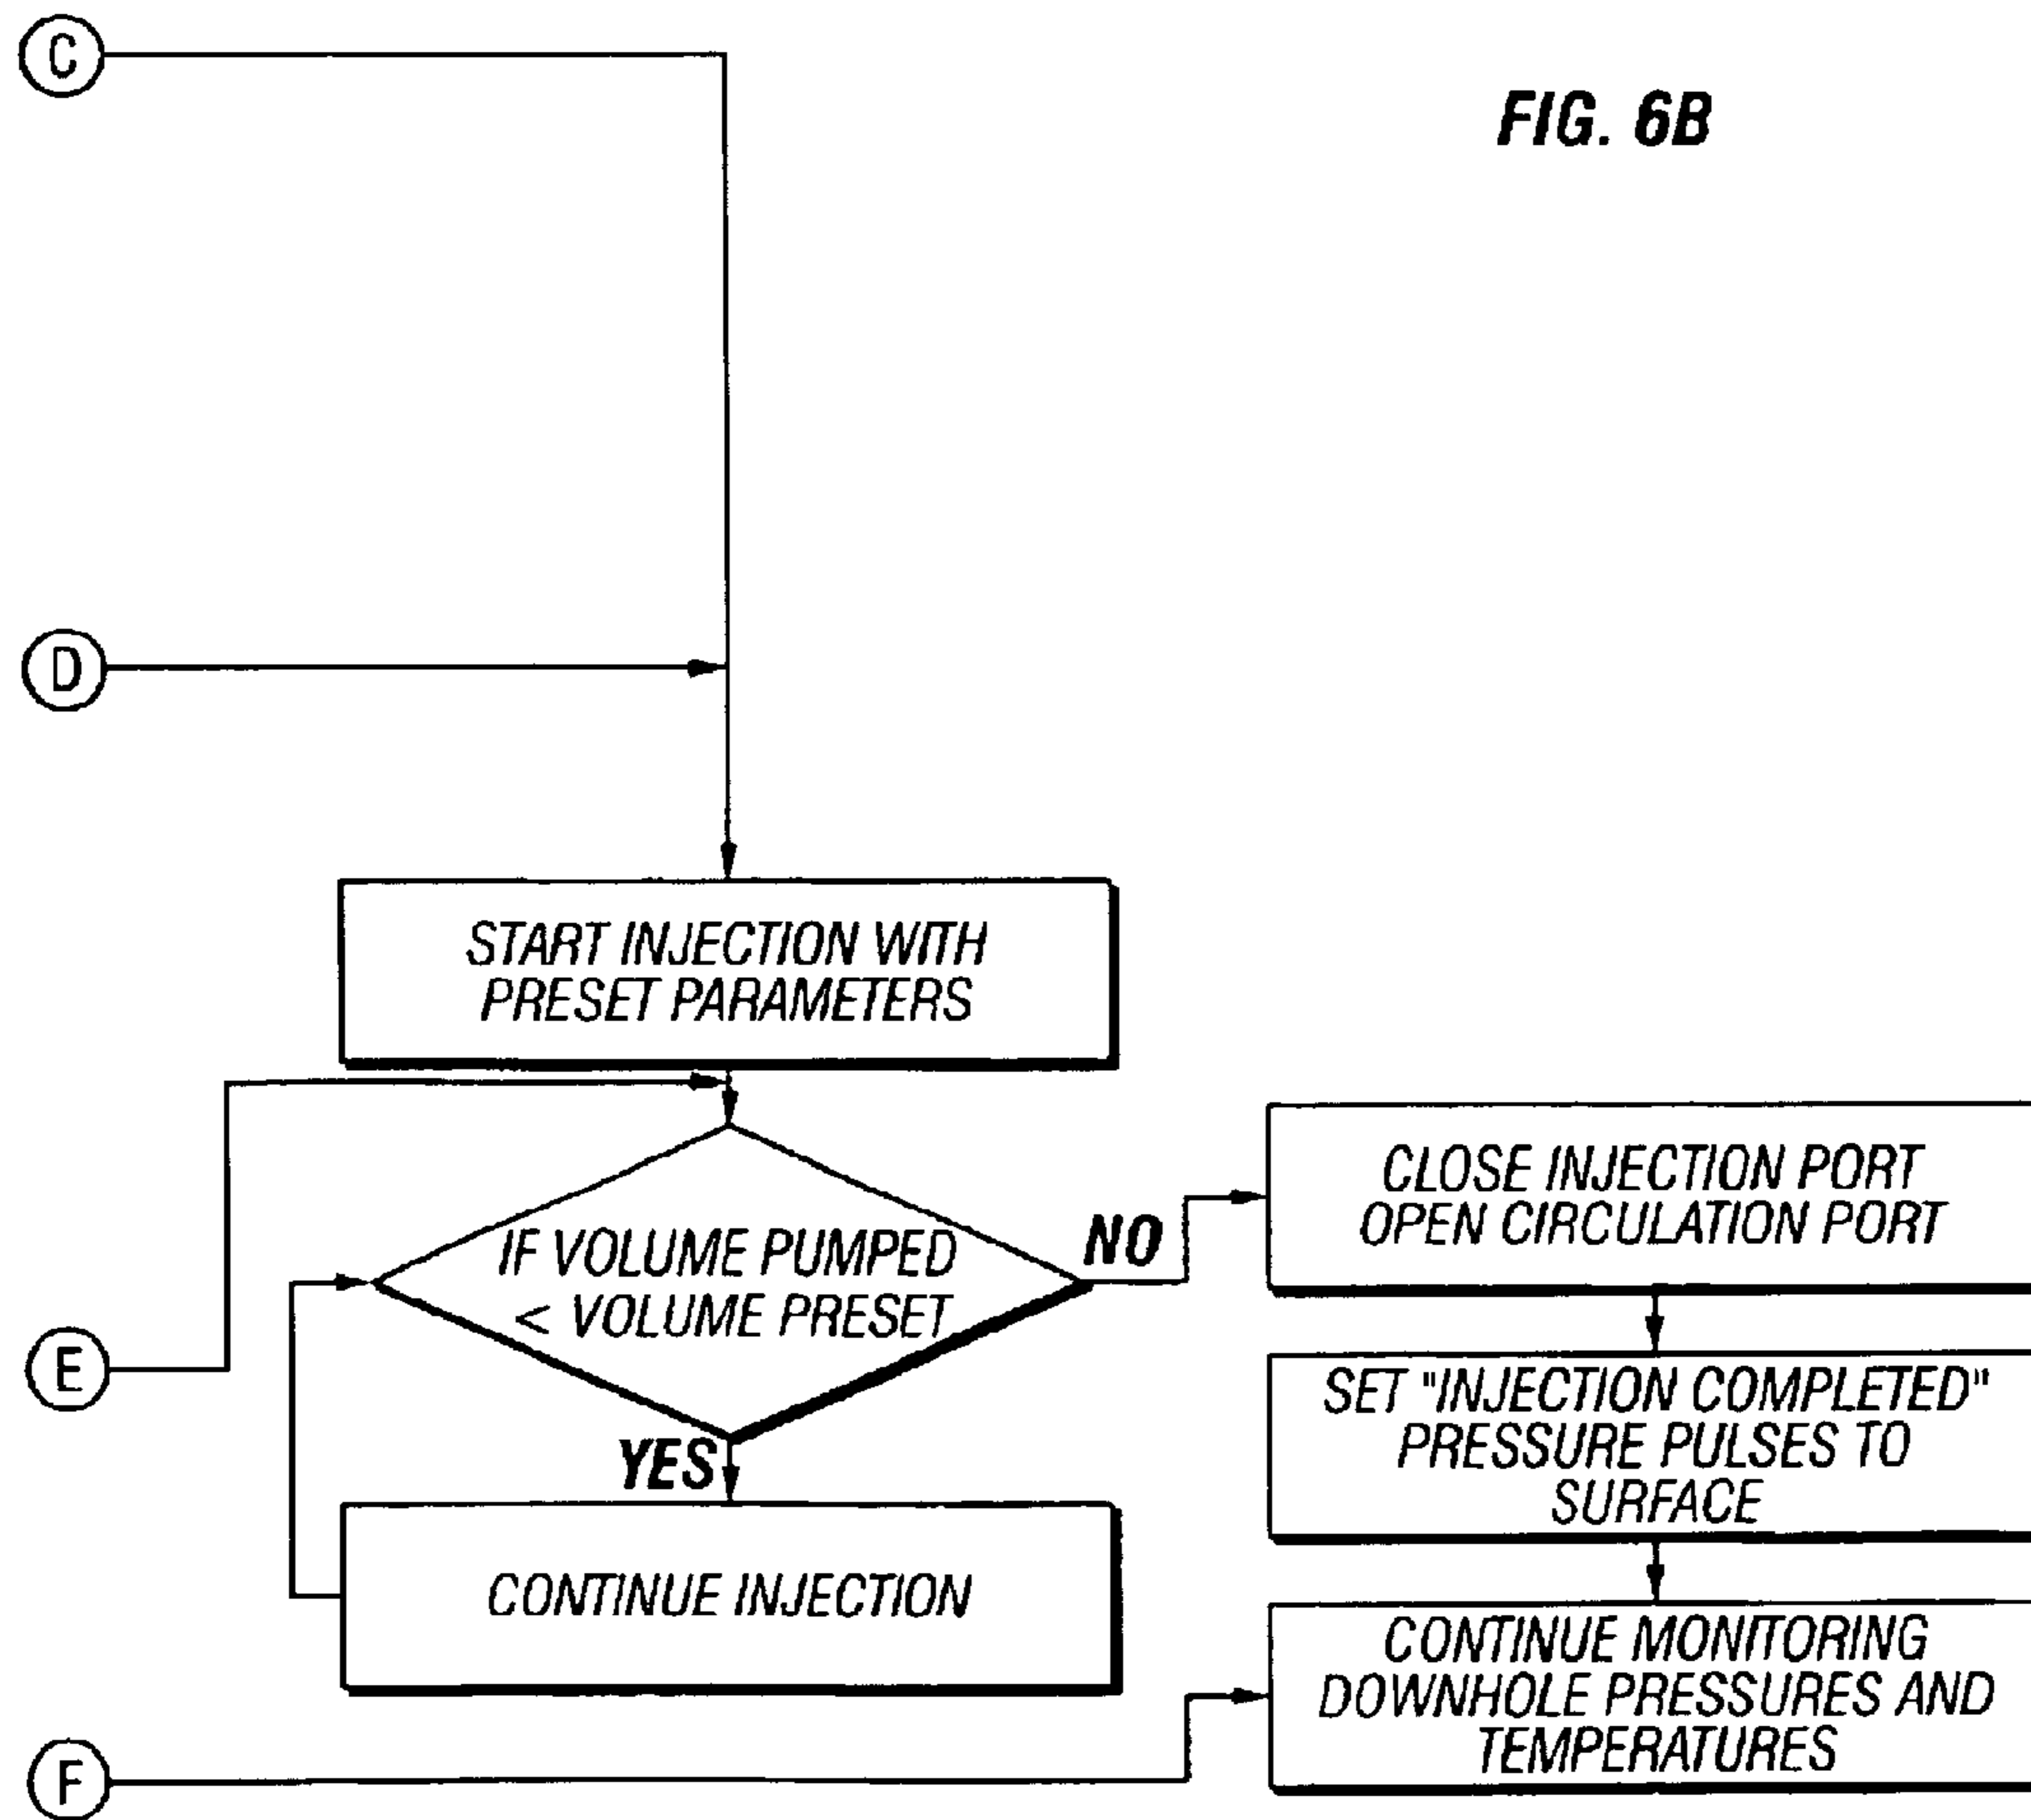 C
FIG. 6B
D
START INJECTION WITH
PRESET PARAMETERS
IF VOLUME PUMPED
< VOLUME PRESET
NO
YES
E
CONTINUE INJECTION
CLOSE INJECTION PORT
OPEN CIRCULATION PORT
SET "INJECTION COMPLETED"
PRESSURE PULSES TO
SURFACE
CONTINUE MONITORING
DOWNHOLE PRESSURES AND
TEMPERATURES
F